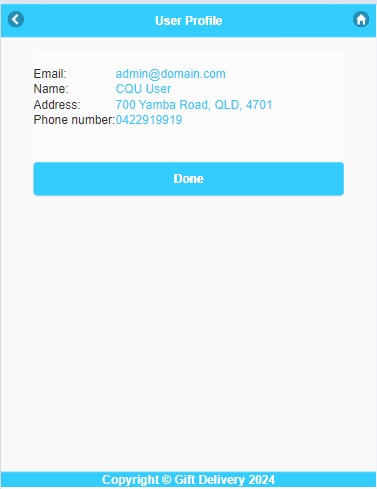 User Profile
Email: admin@domain.com
Name: CQU User
Address: 700 Yamba Road, QLD, 4701
Phone number:0422919919
Done
Copyright © Gift Delivery 2024